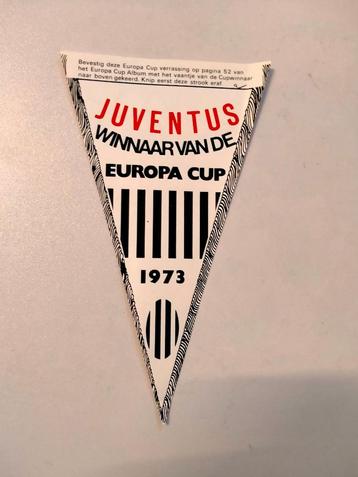 Bevestig deze Europa Cup verrassing op pagina 52 van
het Europa Cup Album met het vaantje van de Cupwinnaar
naar boven gekeerd. Knip eerst deze strook eraf.
JUVENTUS
WINNAAR VAN DE
EUROPA CUP
1973